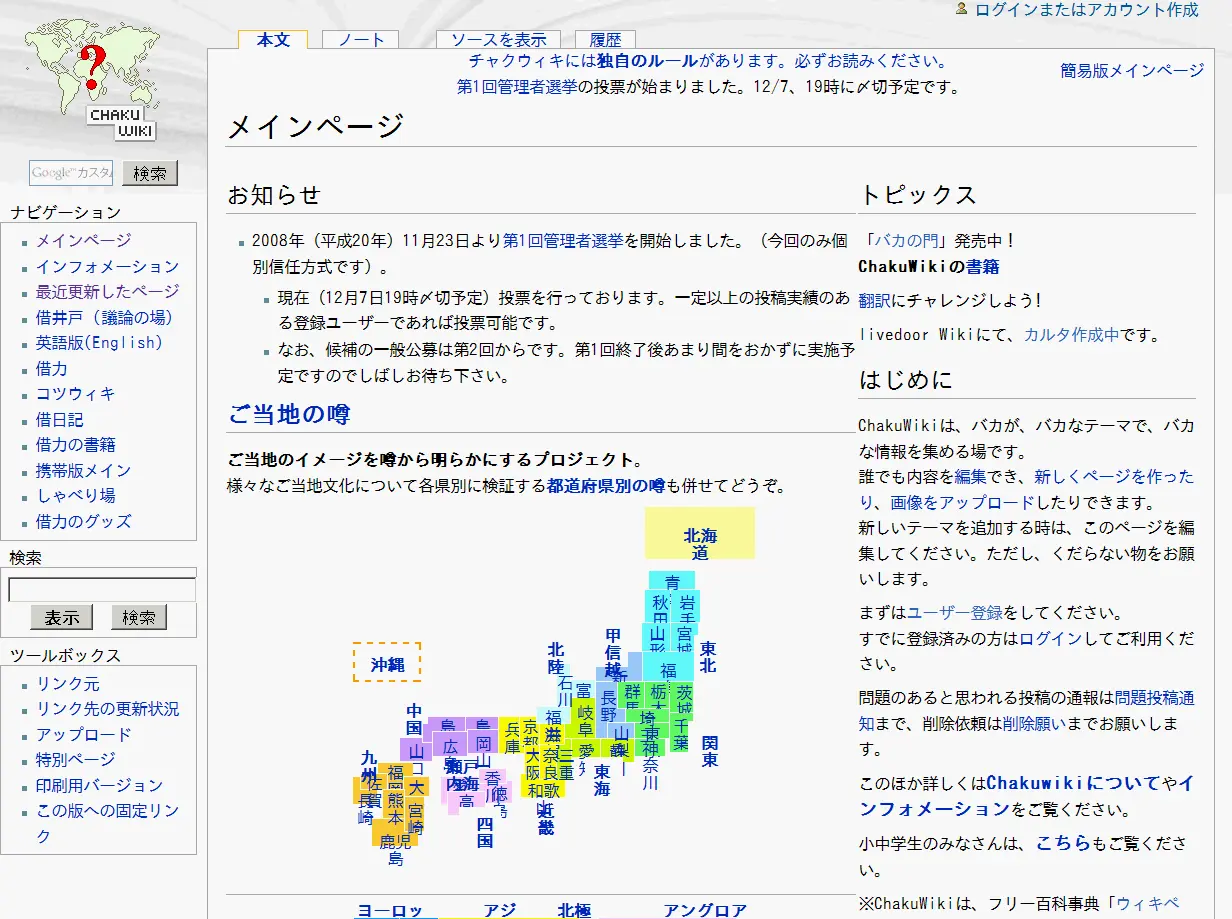 ログインまたはアカウント作成
CHAKU
WIKI
Google™カスタ
検索
ナビゲーション
メインページ
インフォメーション
最近更新したページ
借井戸（議論の場）
英語版(English)
借力
コツウィキ
借日記
借力の書籍
携帯版メイン
しゃべり場
借力のグッズ
検索
表示 検索
ツールボックス
リンク元
リンク先の更新状況
アップロード
特別ページ
印刷用バージョン
この版への固定リン
ク
本文 ノート ソースを表示 履歴
チャクウィキには独自のルールがあります。必ずお読みください。
第1回管理者選挙の投票が始まりました。12/7、19時に〆切予定です。
簡易版メインページ
メインページ
お知らせ
2008年（平成20年）11月23日より第1回管理者選挙を開始しました。（今回のみ個
別信任方式です）。
現在（12月7日19時〆切予定）投票を行っております。一定以上の投稿実績のあ
る登録ユーザーであれば投票可能です。
なお、候補の一般公募は第2回からです。第1回終了後あまり間をおかずに実施予
定ですのでしばしお待ち下さい。
ご当地の噂
ご当地のイメージを噂から明らかにするプロジェクト。
様々なご当地文化について各県別に検証する都道府県別の噂も併せてどうぞ。
北海
道
青
秋
田
岩
手
山
形
宮
城
福
東
北
甲
信
越
北
陸
石
川
富
福
長
野
群
馬
栃
木
茨
城
埼
千
葉
東
神
奈
川
関
東
山
梨
岐
阜
愛
東
海
沖縄
中
国
島
鳥
広
島
岡
山
山
口
兵
庫
京
都
滋
大
阪
奈
良
三
重
和歌
近
畿
瀬戸
内海
香
川
徳
島
高
四
国
九
州
福
佐
賀
長
崎
大
熊
本
宮
崎
鹿児
島
ヨーロッ アジ 北極 アングロア
トピックス
「バカの門」発売中！
ChakuWikiの書籍
翻訳にチャレンジしよう！
livedoor Wikiにて、カルタ作成中です。
はじめに
ChakuWikiは、バカが、バカなテーマで、バカ
な情報を集める場です。
誰でも内容を編集でき、新しくページを作った
り、画像をアップロードしたりできます。
新しいテーマを追加する時は、このページを編
集してください。ただし、くだらない物をお願
いします。
まずはユーザー登録をしてください。
すでに登録済みの方はログインしてご利用くだ
さい。
問題のあると思われる投稿の通報は問題投稿通
知まで、削除依頼は削除願いまでお願いしま
す。
このほか詳しくはChakuwikiについてやイ
ンフォメーションをご覧ください。
小中学生のみなさんは、こちらもご覧くださ
い。
※ChakuWikiは、フリー百科事典「ウィキペ